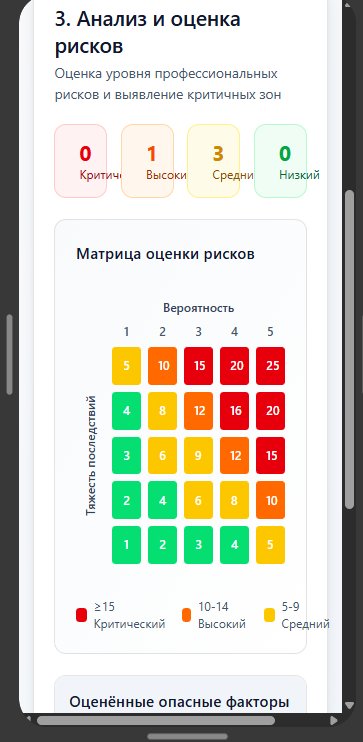 3. Анализ и оценка
рисков
Оценка уровня профессиональных
рисков и выявление критичных зон
0 1 3 0
Критиче Высоки Средни Низкий
Матрица оценки рисков
Вероятность
1 2 3 4 5
Тяжесть последствий
5 10 15 20 25
4 8 12 16 20
3 6 9 12 15
2 4 6 8 10
1 2 3 4 5
≥15 10-14 5-9
Критический Высокий Средний
Оценённые опасные факторы